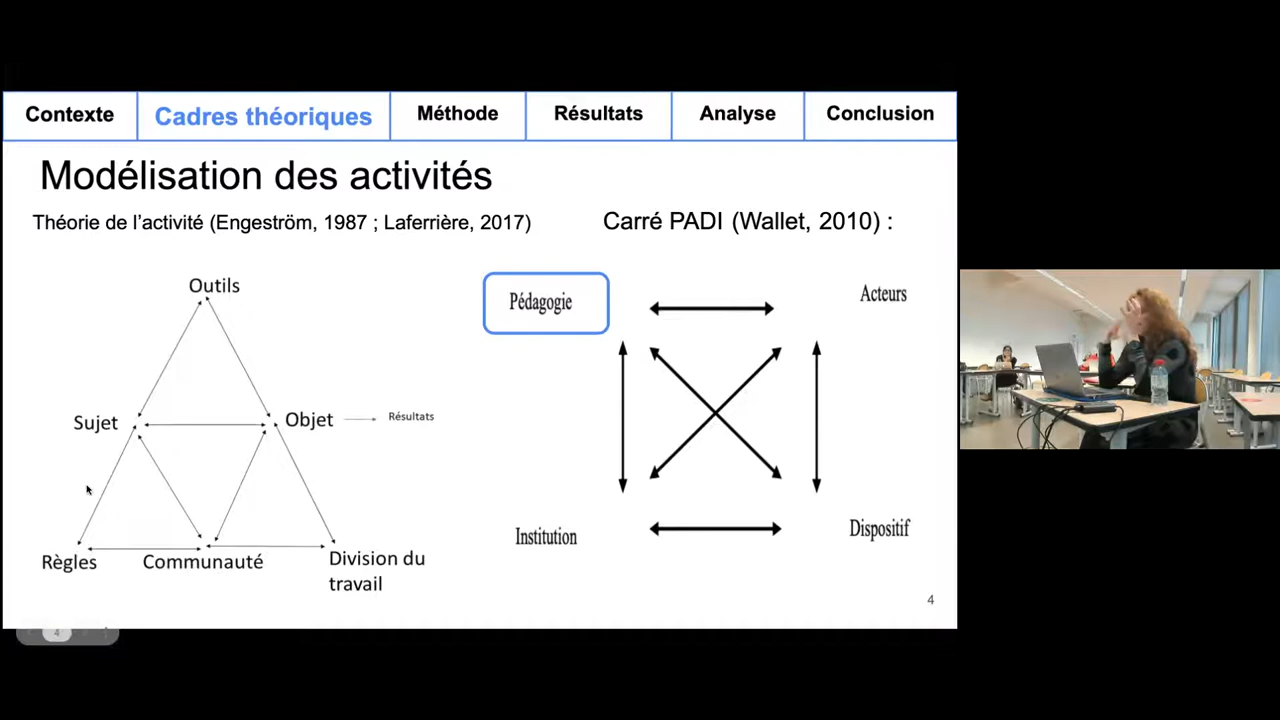 Contexte
Cadres théoriques
Méthode
Résultats
Analyse
Conclusion
Modélisation des activités
Théorie de l'activité (Engeström, 1987 ; Laferrière, 2017)
Carré PADI (Wallet, 2010) :
Outils
Sujet
Objet
Résultats
Règles
Communauté
Division du
travail
Pédagogie
Acteurs
Institution
Dispositif
4
4